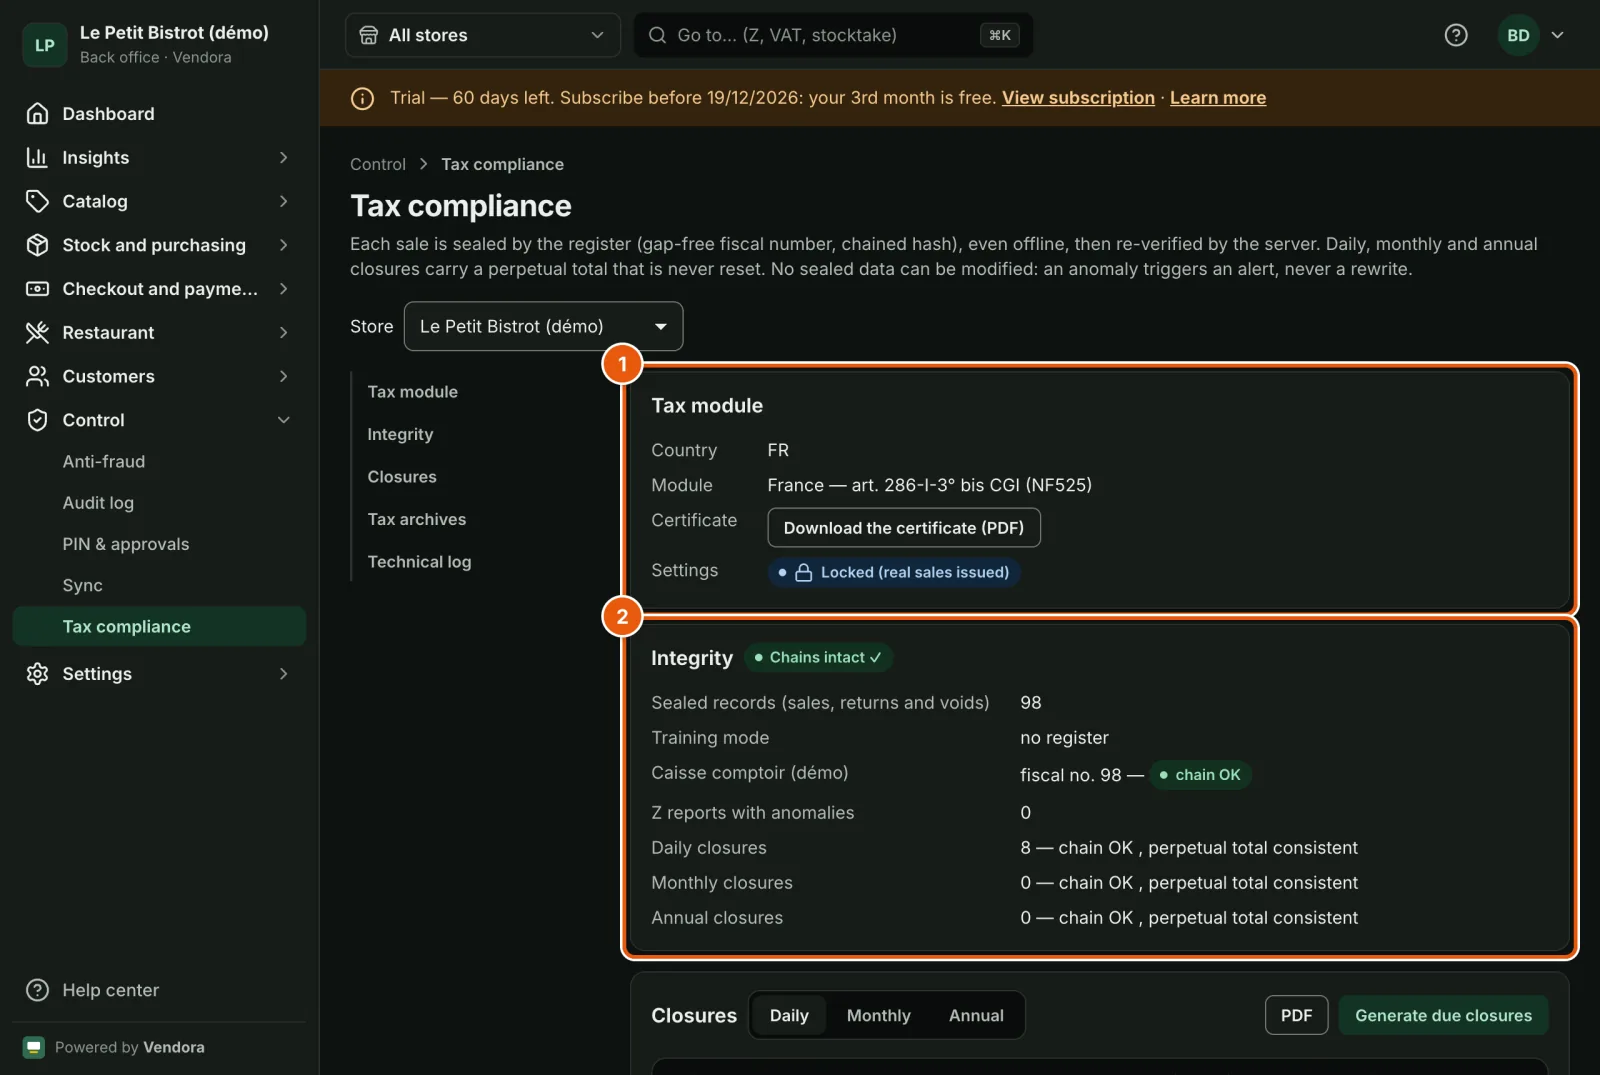 LP
Le Petit Bistrot (démo)
Back office · Vendora
Dashboard
Insights
Catalog
Stock and purchasing
Checkout and payme...
Restaurant
Customers
Control
Anti-fraud
Audit log
PIN & approvals
Sync
Tax compliance
Settings
Help center
Powered by Vendora
All stores
Go to... (Z, VAT, stocktake)
⌘K
BD
Trial — 60 days left. Subscribe before 19/12/2026: your 3rd month is free. View subscription · Learn more
Control > Tax compliance
Tax compliance
Each sale is sealed by the register (gap-free fiscal number, chained hash), even offline, then re-verified by the server. Daily, monthly and annual
closures carry a perpetual total that is never reset. No sealed data can be modified: an anomaly triggers an alert, never a rewrite.
Store
Le Petit Bistrot (démo)
Tax module
Integrity
Closures
Tax archives
Technical log
1
Tax module
Country FR
Module France — art. 286-I-3° bis CGI (NF525)
Certificate Download the certificate (PDF)
Settings Locked (real sales issued)
2
Integrity Chains intact ✓
Sealed records (sales, returns and voids) 98
Training mode no register
Caisse comptoir (démo) fiscal no. 98 — chain OK
Z reports with anomalies 0
Daily closures 8 — chain OK , perpetual total consistent
Monthly closures 0 — chain OK , perpetual total consistent
Annual closures 0 — chain OK , perpetual total consistent
Closures Daily Monthly Annual PDF Generate due closures